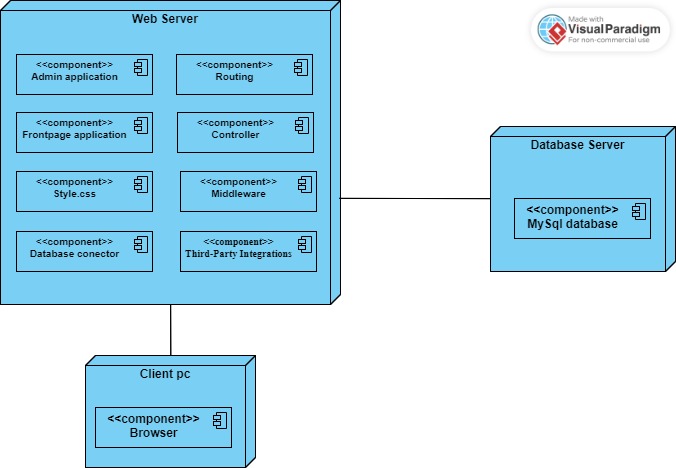 Web Server
Made with
VisualParadigm
For non-commercial use
<<component>>
Admin application
<<component>>
Routing
<<component>>
Frontpage application
<<component>>
Controller
<<component>>
Style.css
<<component>>
Middleware
<<component>>
Database conector
<<component>>
Third-Party Integrations
Database Server
<<component>>
MySql database
Client pc
<<component>>
Browser